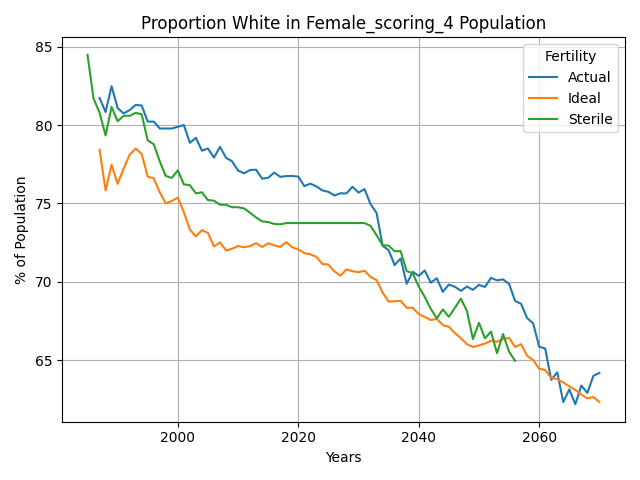 Proportion White in Female_scoring_4 Population
Fertility
Actual
Ideal
Sterile
% of Population
85
80
75
70
65
2000
2020
2040
2060
Years